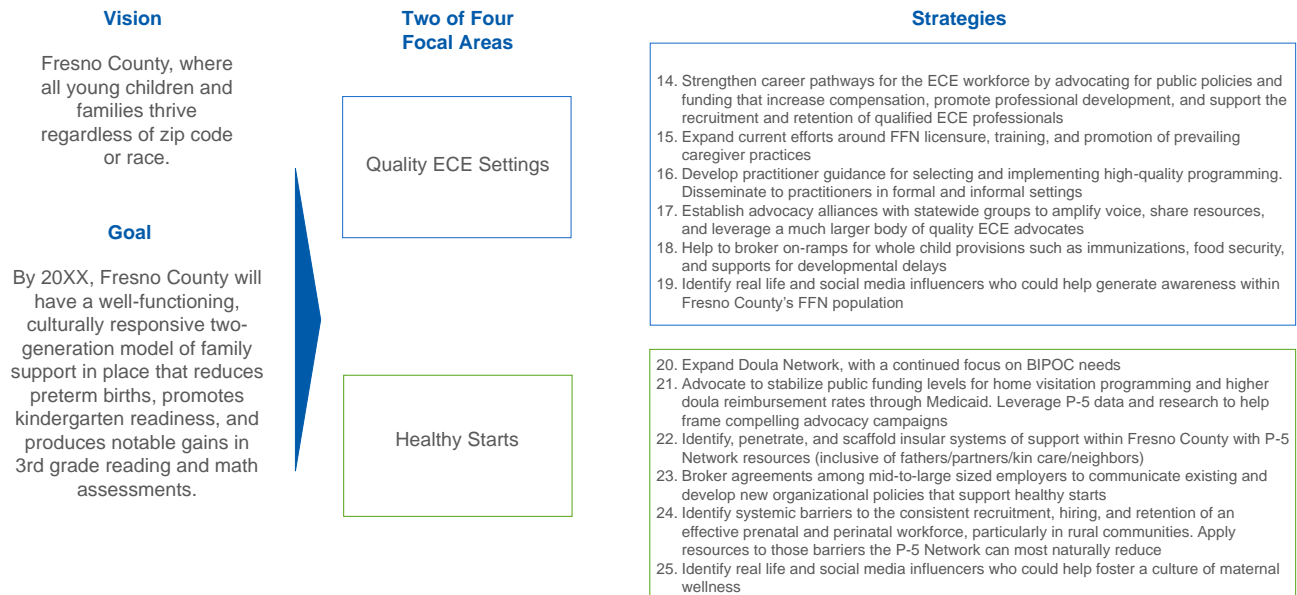 Vision
Fresno County, where
all young children and
families thrive
regardless of zip code
or race.
Goal
By 20XX, Fresno County will
have a well-functioning,
culturally responsive two-
generation model of family
support in place that reduces
preterm births, promotes
kindergarten readiness, and
produces notable gains in
3rd grade reading and math
assessments.
Two of Four
Focal Areas
Quality ECE Settings
Healthy Starts
Strategies
14. Strengthen career pathways for the ECE workforce by advocating for public policies and
funding that increase compensation, promote professional development, and support the
recruitment and retention of qualified ECE professionals
15. Expand current efforts around FFN licensure, training, and promotion of prevailing
caregiver practices
16. Develop practitioner guidance for selecting and implementing high-quality programming.
Disseminate to practitioners in formal and informal settings
17. Establish advocacy alliances with statewide groups to amplify voice, share resources,
and leverage a much larger body of quality ECE advocates
18. Help to broker on-ramps for whole child provisions such as immunizations, food security,
and supports for developmental delays
19. Identify real life and social media influencers who could help generate awareness within
Fresno County's FFN population
20. Expand Doula Network, with a continued focus on BIPOC needs
21. Advocate to stabilize public funding levels for home visitation programming and higher
doula reimbursement rates through Medicaid. Leverage P-5 data and research to help
frame compelling advocacy campaigns
22. Identify, penetrate, and scaffold insular systems of support within Fresno County with P-5
Network resources (inclusive of fathers/partners/kin care/neighbors)
23. Broker agreements among mid-to-large sized employers to communicate existing and
develop new organizational policies that support healthy starts
24. Identify systemic barriers to the consistent recruitment, hiring, and retention of an
effective prenatal and perinatal workforce, particularly in rural communities. Apply
resources to those barriers the P-5 Network can most naturally reduce
25. Identify real life and social media influencers who could help foster a culture of maternal
wellness